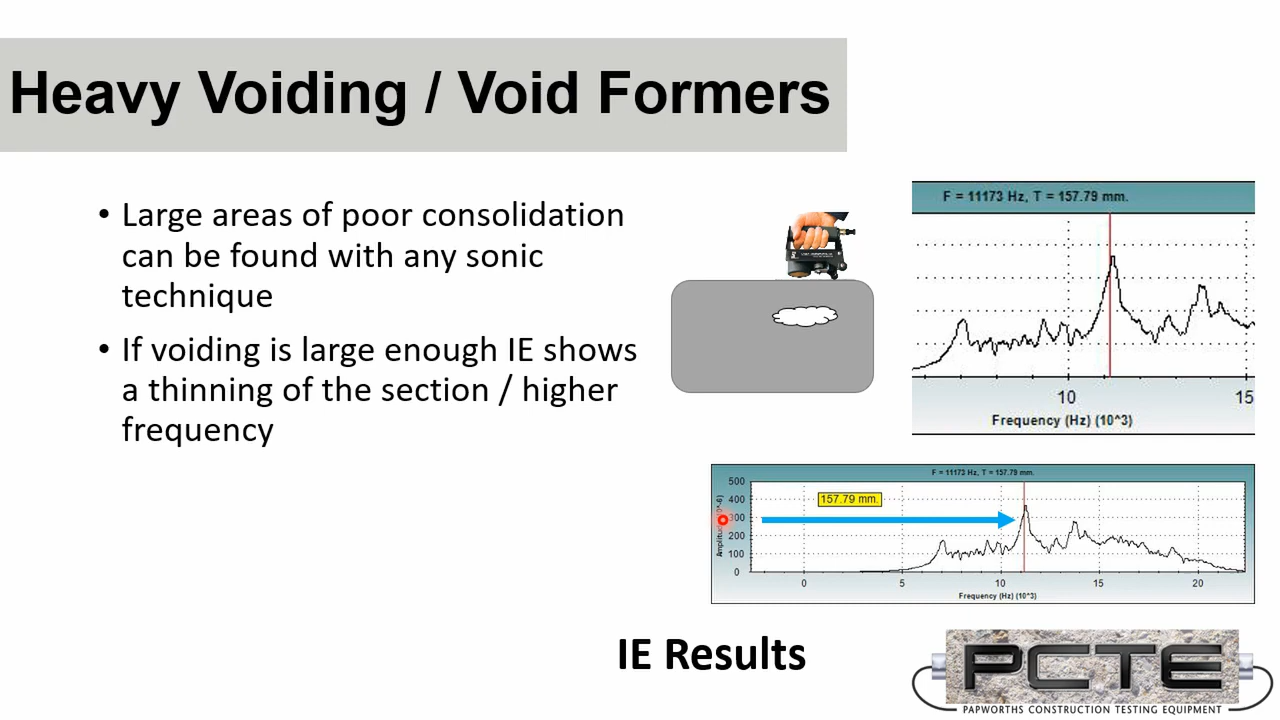 Heavy Voiding / Void Formers
• Large areas of poor consolidation
can be found with any sonic
technique
• If voiding is large enough IE shows
a thinning of the section / higher
frequency
F = 11173 Hz, T = 157.79 mm.
10
15
Frequency (Hz) (10^3)
F = 11173 Hz, T = 157.79 mm.
500
400
300
200
100
0
157.79 mm.
0
5
10
15
20
Frequency (Hz) (10^3)
IE Results
PCTE
PAPWORTHS CONSTRUCTION TESTING EQUIPMENT